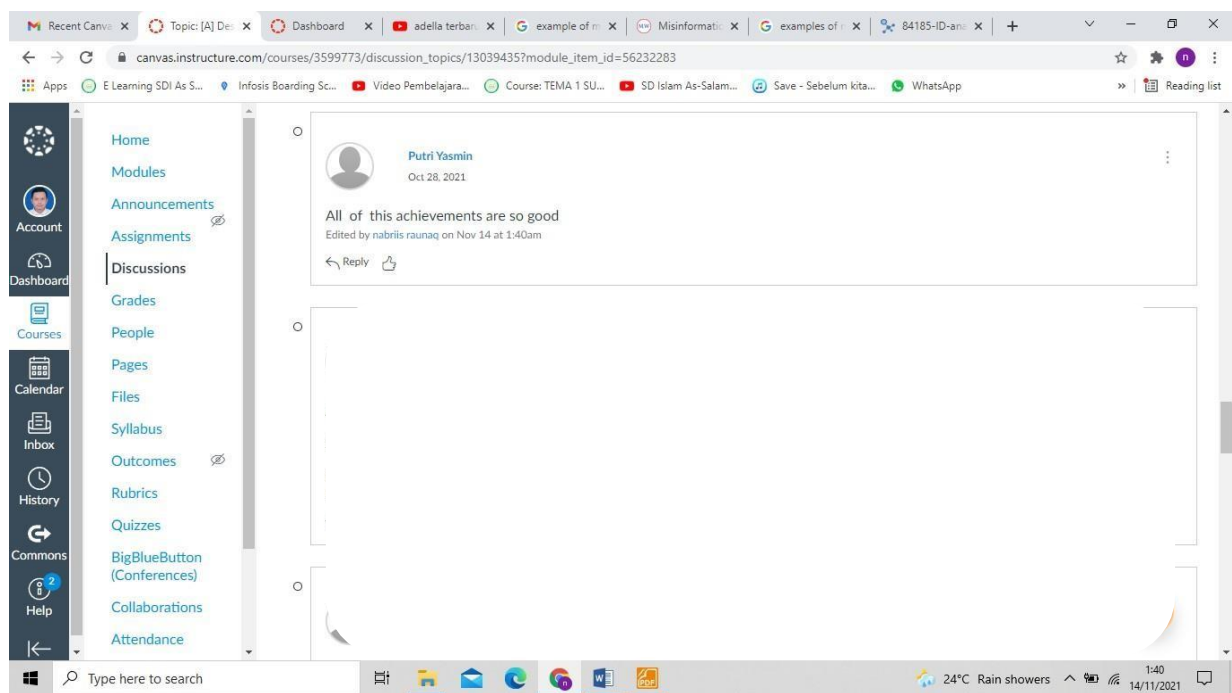 Recent Canva
Topic: [A] Des
Dashboard
adella terbaru
example of m
Misinformatic
examples of r
84185-ID-ana
canvas.instructure.com/courses/3599773/discussion_topics/13039435?module_item_id=56232283
n
Apps
E Learning SDI As S...
Infosis Boarding Sc...
Video Pembelajara...
Course: TEMA 1 SU...
SD Islam As-Salam...
Save - Sebelum kita...
WhatsApp
»
Reading list
Account
Dashboard
Courses
Calendar
Inbox
History
Commons
2
Help
Home
Modules
Announcements
Assignments
Discussions
Grades
People
Pages
Files
Syllabus
Outcomes
Rubrics
Quizzes
BigBlueButton
(Conferences)
Collaborations
Attendance
Putri Yasmin
Oct 28, 2021
All of this achievements are so good
Edited by nabriis raunaq on Nov 14 at 1:40am
Reply
Type here to search
24°C Rain showers
1:40
14/11/2021